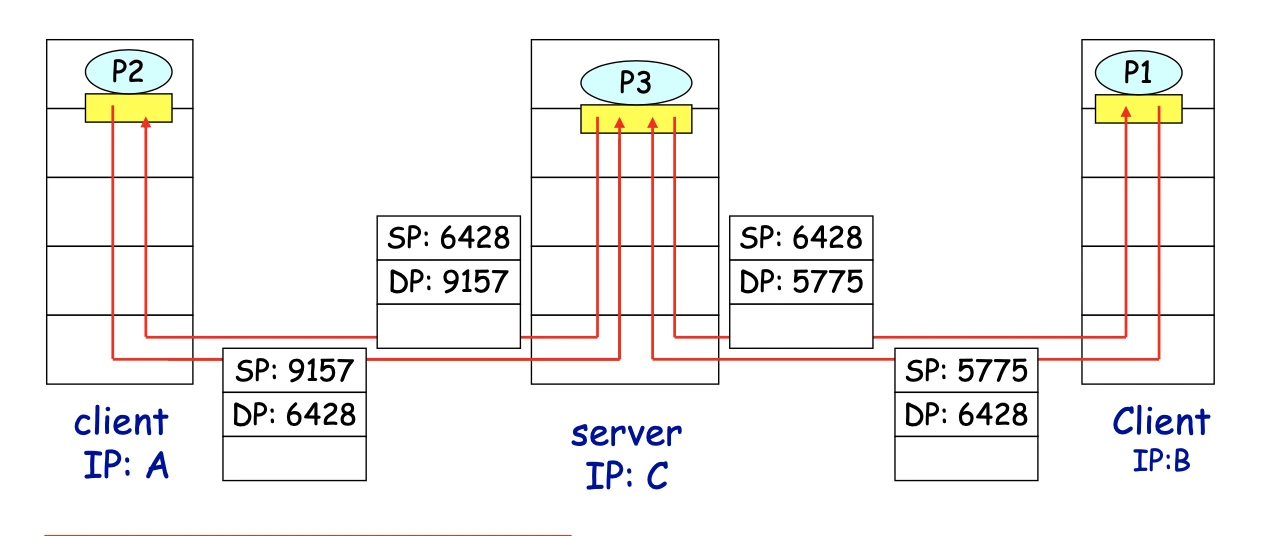 P2
P3
P1
SP: 6428
DP: 9157
SP: 6428
DP: 5775
SP: 9157
DP: 6428
SP: 5775
DP: 6428
client
IP: A
server
IP: C
Client
IP:B